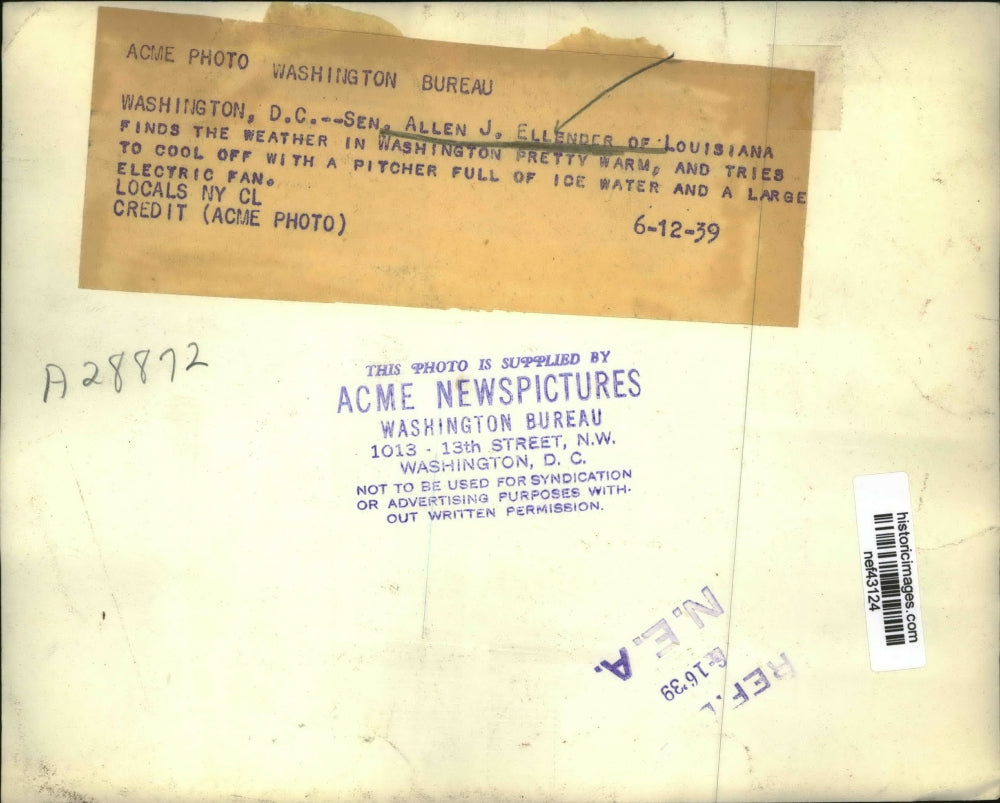 ACME PHOTO WASHINGTON BUREAU
WASHINGTON, D.C.--SEN. ALLEN J. ELLENDER OF LOUISIANA
FINDS THE WEATHER IN WASHINGTON PRETTY WARM, AND TRIES
TO COOL OFF WITH A PITCHER FULL OF ICE WATER AND A LARGE
ELECTRIC FAN.
LOCALS NY CL
CREDIT (ACME PHOTO) 6-12-39
A28872
THIS PHOTO IS SUPPLIED BY
ACME NEWSPICTURES
WASHINGTON BUREAU
1013 - 13th STREET, N.W.
WASHINGTON, D. C.
NOT TO BE USED FOR SYNDICATION
OR ADVERTISING PURPOSES WITH-
OUT WRITTEN PERMISSION.
historicimages.com
nef43124
N.E.A.
6-16'39
REF.